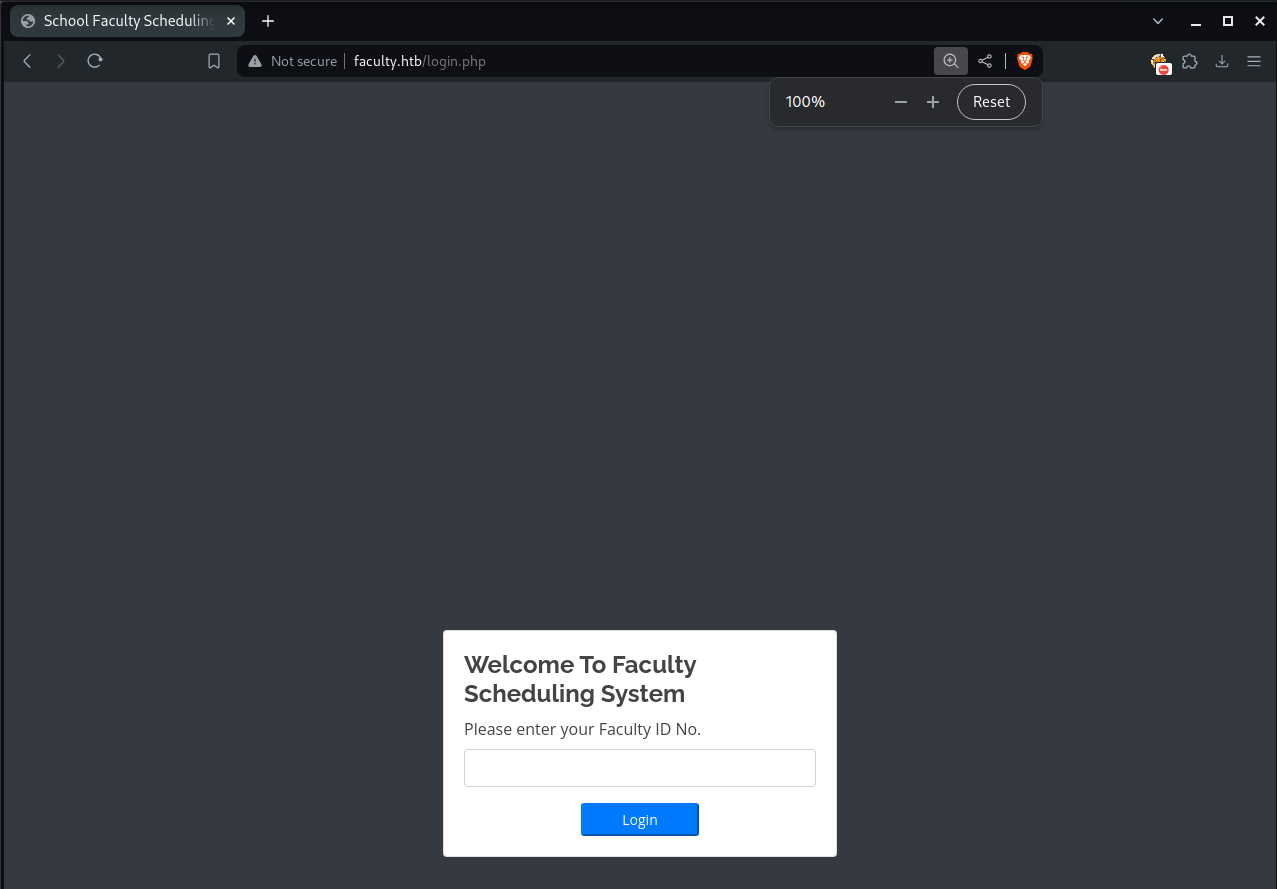 School Faculty Scheduling
Not secure
faculty.htb/login.php
100%
Reset
Welcome To Faculty
Scheduling System
Please enter your Faculty ID No.
Login